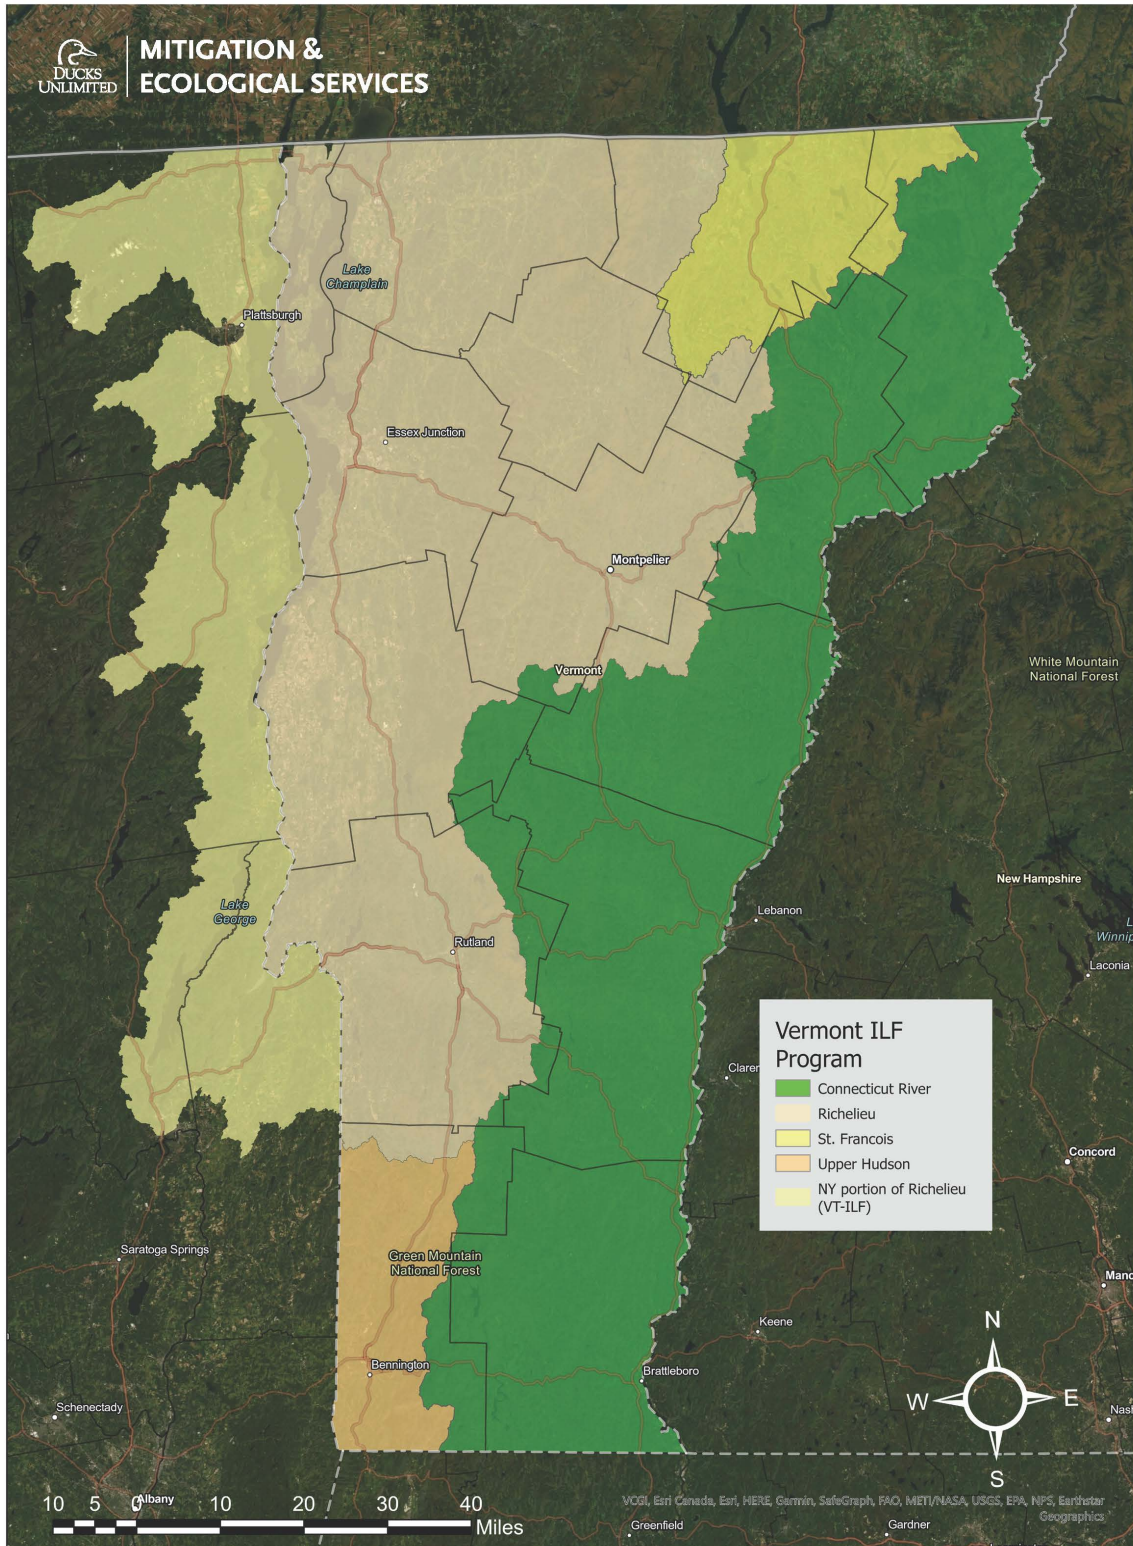 DUCKS
UNLIMITED
MITIGATION &
ECOLOGICAL SERVICES
Lake
Champlain
Plattsburgh
Essex Junction
Montpelier
White Mountain
National Forest
Vermont
New Hampshire
Lake
George
Lebanon
L
Winnip
Rutland
Laconia
Vermont ILF
Program
Connecticut River
Richelieu
St. Francois
Upper Hudson
NY portion of Richelieu
(VT-ILF)
Clarer
Concord
Saratoga Springs
Green Mountain
National Forest
Manc
Keene
N
W
E
S
Bennington
Brattleboro
Schenectady
Nash
10 5 0 10 20 30 40
Miles
Albany
VCGI, Esri Canada, Esri, HERE, Garmin, SafeGraph, FAO, METI/NASA, USGS, EPA, NPS, Earthstar
Geographics
Greenfield
Gardner